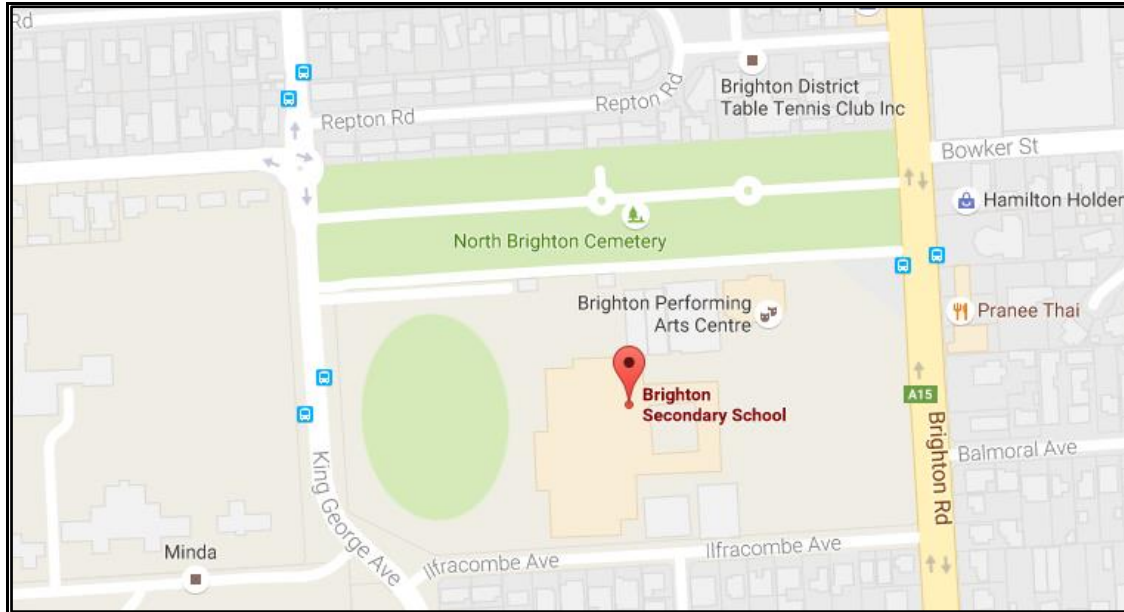 Rd
Brighton District
Table Tennis Club Inc
Repton Rd
Repton Rd
Bowker St
Hamilton Holder
North Brighton Cemetery
Brighton Performing
Arts Centre
Pranee Thai
Brighton
Secondary School
A15
Brighton Rd
Balmoral Ave
King George Ave
Ilfracombe Ave
Ilfracombe Ave
Minda